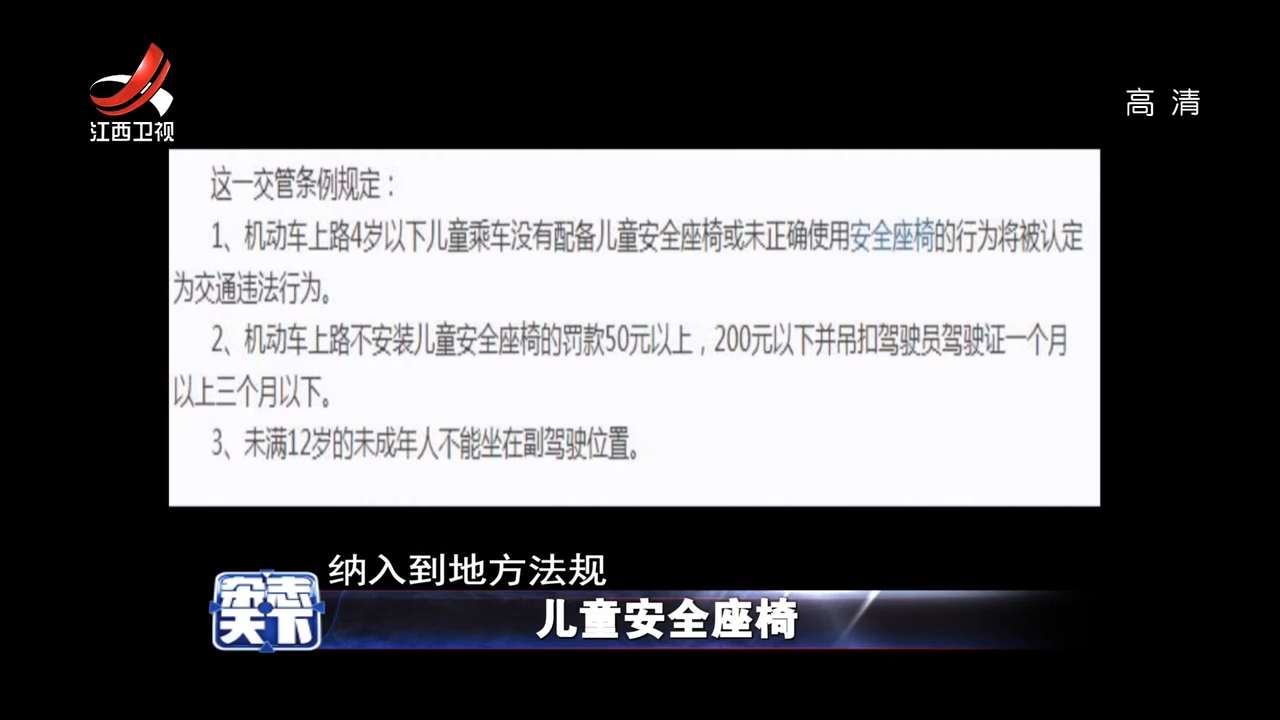 江西卫视
高清
这一交管条例规定：
1、机动车上路4岁以下儿童乘车没有配备儿童安全座椅或未正确使用安全座椅的行为将被认定
为交通违法行为。
2、机动车上路不安装儿童安全座椅的罚款50元以上，200元以下并吊扣驾驶员驾驶证一个月
以上三个月以下。
3、未满12岁的未成年人不能坐在副驾驶位置。
纳入到地方法规
杂志
天下
儿童安全座椅